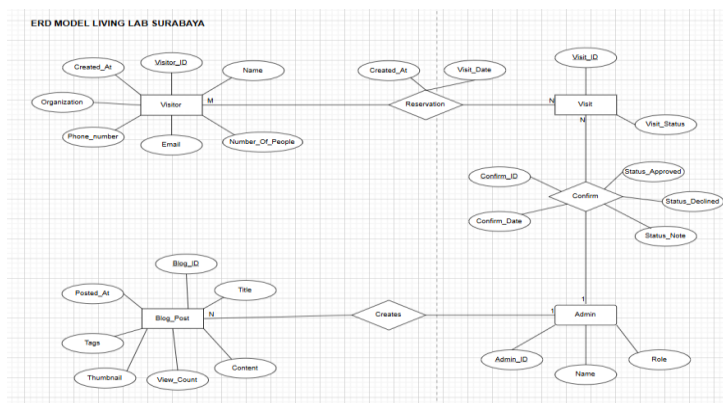 ERD MODEL LIVING LAB SURABAYA
Created_At
Visitor_ID
Name
Organization
Visitor
Phone_number
Email
Number_Of_People
M
Created_At
Visit_Date
Reservation
N
Visit_ID
Visit
Visit_Status
N
Confirm_ID
Status_Approved
Confirm
Status_Declined
Confirm_Date
Status_Note
1
Blog_ID
Posted_At
Title
Blog_Post
N
Creates
1
Admin
Tags
Thumbnail
View_Count
Content
Admin_ID
Name
Role